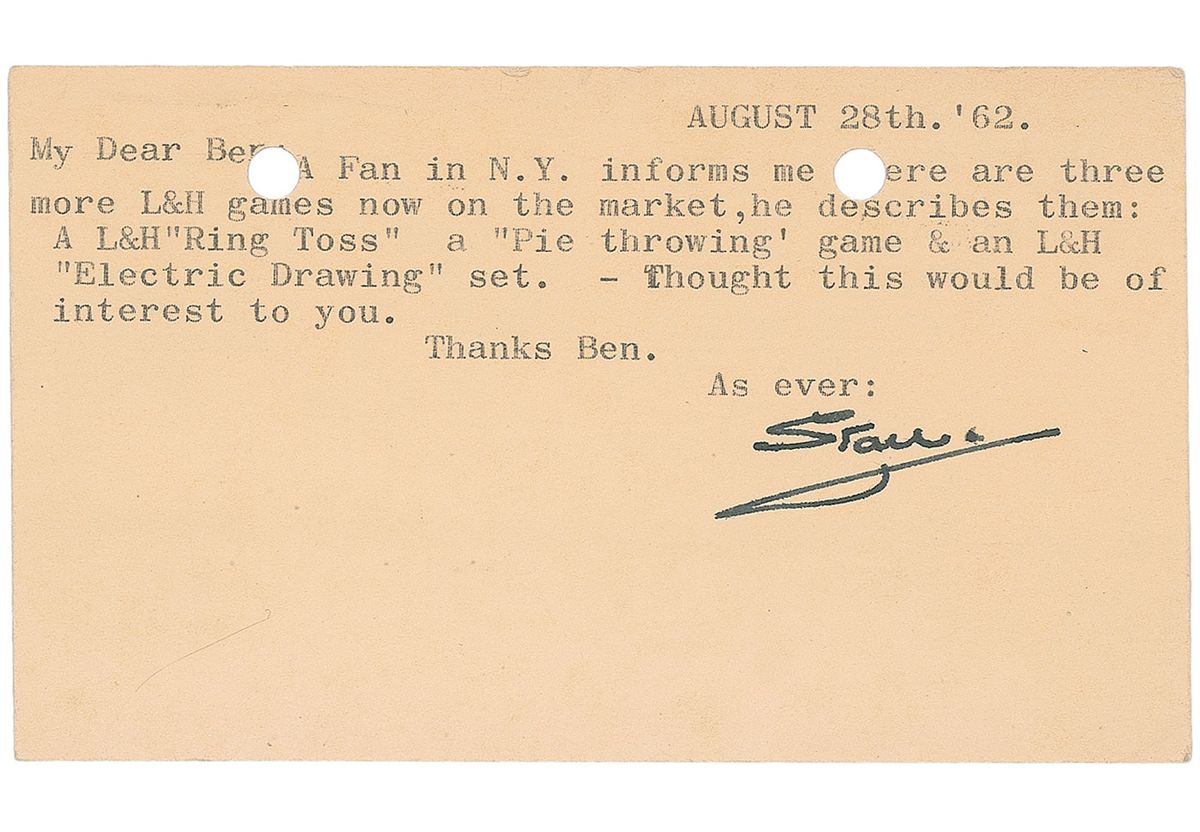 AUGUST 28th.'62.
My Dear Ben:
A Fan in N.Y. informs me there are three
more L&H games now on the market,he describes them:
A L&H"Ring Toss" a "Pie throwing' game & an L&H
"Electric Drawing" set. - Thought this would be of
interest to you.
Thanks Ben.
As ever:
Stan.